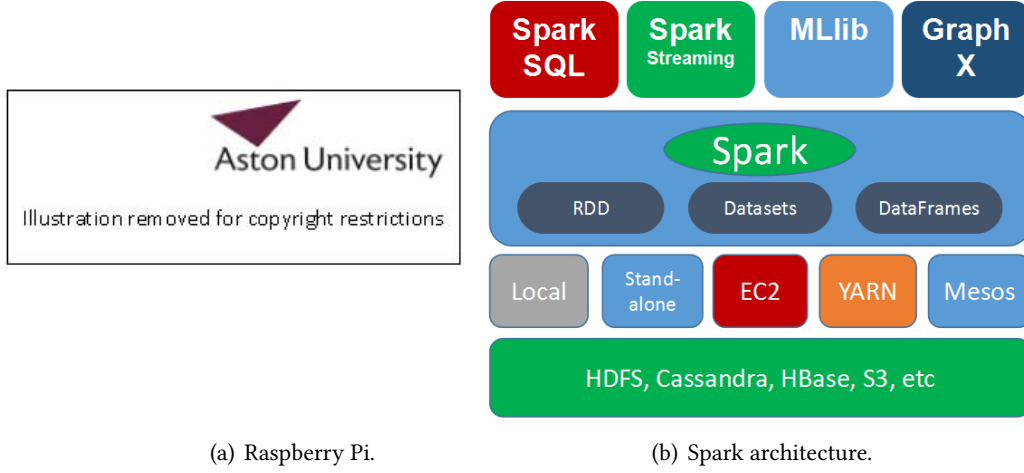 Aston University
Illustration removed for copyright restrictions
(a) Raspberry Pi.
Spark
SQL
Spark
Streaming
MLlib
Graph
X
Spark
RDD
Datasets
DataFrames
Local
Stand-
alone
EC2
YARN
Mesos
HDFS, Cassandra, HBase, S3, etc
(b) Spark architecture.